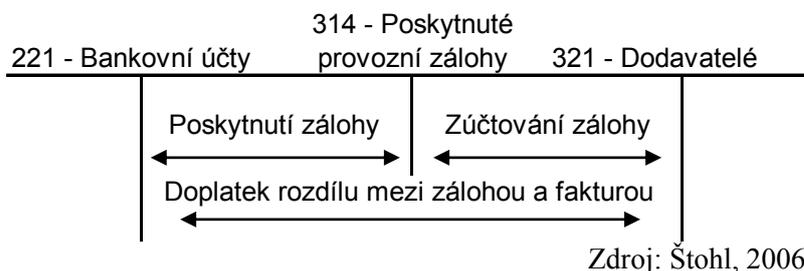 314 - Poskytnuté
221 - Bankovní účty provozní zálohy 321 - Dodavatelé
Poskytnutí zálohy Zúčtování zálohy
Doplatek rozdílu mezi zálohou a fakturou
Zdroj: Štohl, 2006